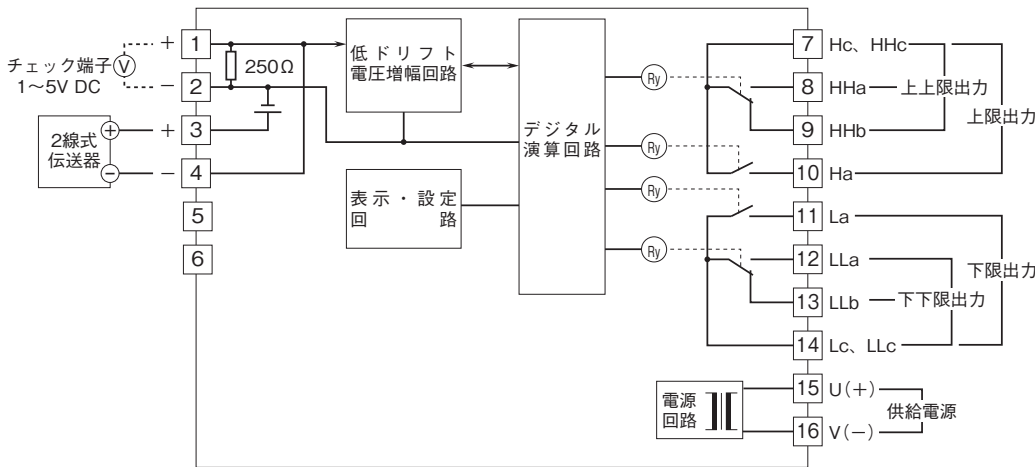 チェック端子
1～5V DC
+
−
V
2線式
伝送器
+
−
+
−
1
2
3
4
5
6
250Ω
低ドリフト
電圧増幅回路
表示・設定
回路
デジタル
演算回路
Ry
Ry
Ry
Ry
電源
回路
7 Hc、HHc
8 HHa
9 HHb
10 Ha
11 La
12 LLa
13 LLb
14 Lc、LLc
15 U(+)
16 V(−)
上上限出力
上限出力
下下限出力
下限出力
供給電源